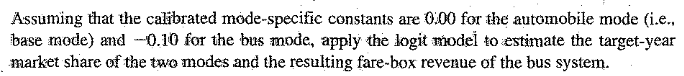 Assuming that the calibrated mode-specific constants are 0.00 for the automobile mode (i.e.,
base mode) and −0.10 for the bus mode, apply the logit model to estimate the target-year
market share of the two modes and the resulting fare-box revenue of the bus system.